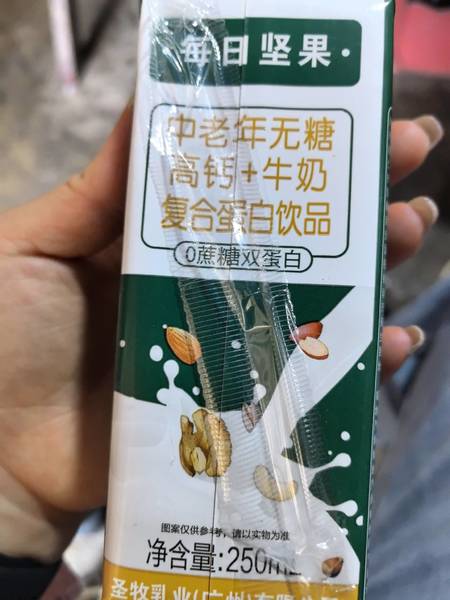 ·每日坚果·
中老年无糖
高钙+牛奶
复合蛋白饮品
0蔗糖双蛋白
图案仅供参考，请以实物为准
净含量:250mL
圣牧乳业(广州)有限公司